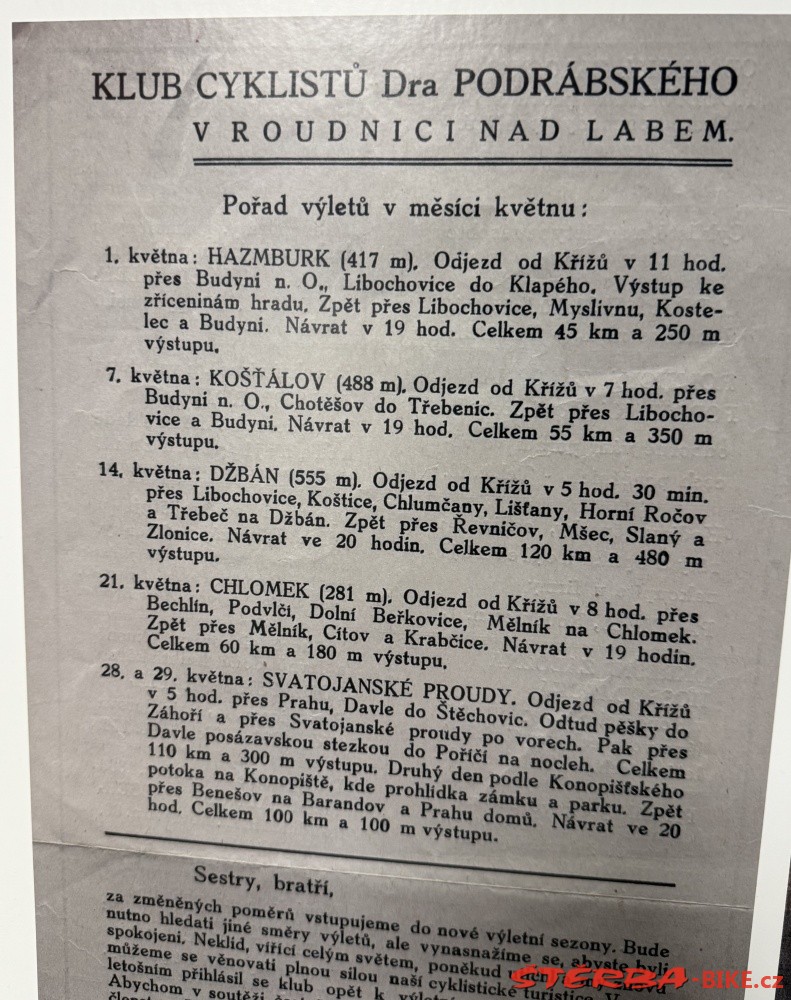 KLUB CYKLISTŮ Dra PODRÁBSKÉHO
V ROUDNICI NAD LABEM.
Pořad výletů v měsíci květnu:
1. května: HAZMBURK (417 m). Odjezd od Křížů v 11 hod.
přes Budyni n. O., Libochovice do Klapého. Výstup ke
zříceninám hradu. Zpět přes Libochovice, Myslivnu, Koste-
lec a Budyni. Návrat v 19 hod. Celkem 45 km a 250 m
výstupu.
7. května: KOŠŤÁLOV (488 m). Odjezd od Křížů v 7 hod. přes
Budyni n. O., Chotěšov do Třebenic. Zpět přes Libocho-
vice a Budyni. Návrat v 19 hod. Celkem 55 km a 350 m
výstupu.
14. května: DŽBÁN (555 m). Odjezd od Křížů v 5 hod. 30 min.
přes Libochovice, Koštice, Chlumčany, Lišťany, Horní Ročov
a Třebeč na Džbán. Zpět přes Řevničov, Mšec, Slaný a
Zlonice. Návrat ve 20 hodin. Celkem 120 km a 480 m
výstupu.
21. května: CHLOMEK (281 m). Odjezd od Křížů v 8 hod. přes
Bechlín, Podvlčí, Dolní Beřkovice, Mělník na Chlomek.
Zpět přes Mělník, Cítov a Krabčice. Návrat v 19 hodin.
Celkem 60 km a 180 m výstupu.
28. a 29. května: SVATOJANSKÉ PROUDY. Odjezd od Křížů
v 5 hod. přes Prahu, Davle do Štěchovic. Odtud pěšky do
Záhoří a přes Svatojanské proudy po vorech. Pak přes
Davle posázavskou stezkou do Poříčí na nocleh. Celkem
110 km a 300 m výstupu. Druhý den podle Konopišťského
potoka na Konopiště, kde prohlídka zámku a parku. Zpět
přes Benešov na Barandov a Prahu domů. Návrat ve 20
hod. Celkem 100 km a 100 m výstupu.
Sestry, bratří,
za změněných poměrů vstupujeme do nové výletní sezony. Bude
nutno hledati jiné směry výletů, ale vynasnažíme se, abyste byli
spokojeni. Neklid, vířící celým světem, poněkud
můžeme se věnovati plnou silou naší cyklistické turistice. V
letošním přihlásil se klub opět k
Abychom v soutěži
STERBA-BIKE.cz